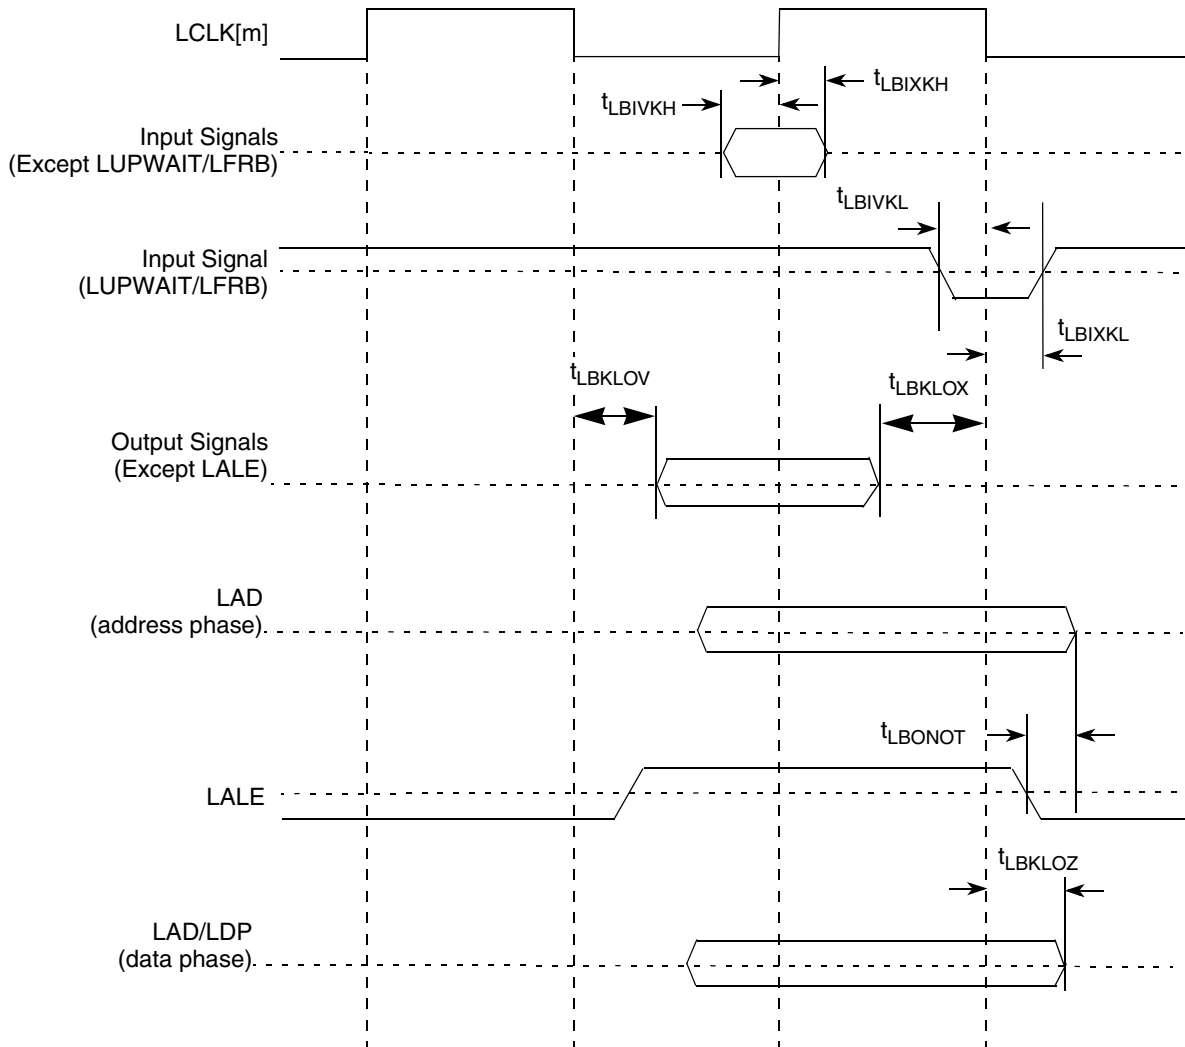 LCLK[m]
tLBIXKH
tLBIVKH
Input Signals
(Except LUPWAIT/LFRB)
tLBIVKL
Input Signal
(LUPWAIT/LFRB)
tLBIXKL
tLBKLOV
tLBKLOX
Output Signals
(Except LALE)
LAD
(address phase)
tLBONOT
LALE
tLBKLOZ
LAD/LDP
(data phase)